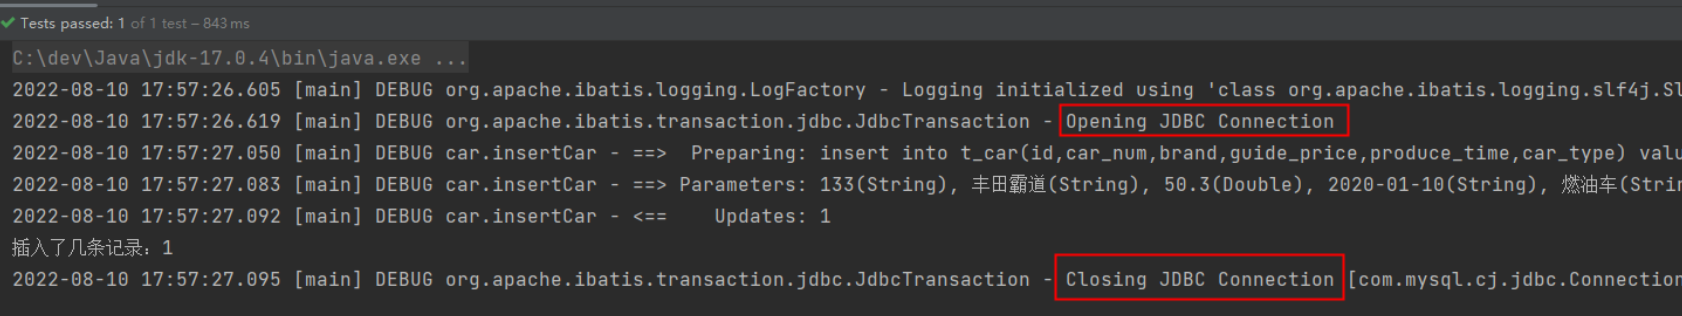 Tests passed: 1 of 1 test – 843 ms
C:\dev\Java\jdk-17.0.4\bin\java.exe ...
2022-08-10 17:57:26.605 [main] DEBUG org.apache.ibatis.logging.LogFactory - Logging initialized using 'class org.apache.ibatis.logging.slf4j.Sl
2022-08-10 17:57:26.619 [main] DEBUG org.apache.ibatis.transaction.jdbc.JdbcTransaction - Opening JDBC Connection
2022-08-10 17:57:27.050 [main] DEBUG car.insertCar - ==>  Preparing: insert into t_car(id,car_num,brand,guide_price,produce_time,car_type) valu
2022-08-10 17:57:27.083 [main] DEBUG car.insertCar - ==> Parameters: 133(String), 丰田霸道(String), 50.3(Double), 2020-01-10(String), 燃油车(Strin
2022-08-10 17:57:27.092 [main] DEBUG car.insertCar - <==    Updates: 1
插入了几条记录：1
2022-08-10 17:57:27.095 [main] DEBUG org.apache.ibatis.transaction.jdbc.JdbcTransaction - Closing JDBC Connection [com.mysql.cj.jdbc.Connection